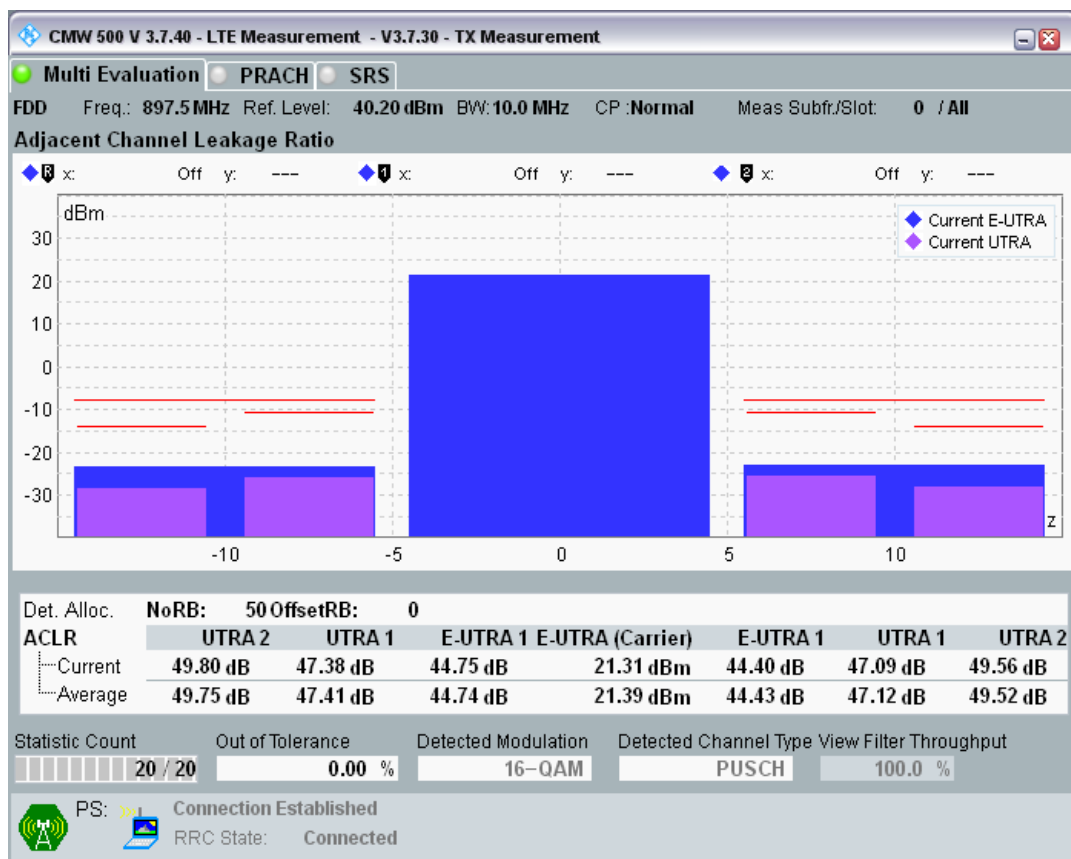 CMW 500 V 3.7.40 - LTE Measurement - V3.7.30 - TX Measurement
Multi Evaluation PRACH SRS
FDD Freq.: 897.5 MHz Ref. Level: 40.20 dBm BW: 10.0 MHz CP :Normal Meas Subfr./Slot: 0 / All
Adjacent Channel Leakage Ratio
R x: Off y: --- 1 x: Off y: --- 2 x: Off y: ---
dBm
Current E-UTRA
Current UTRA
30
20
10
0
-10
-20
-30
z
-10 -5 0 5 10
Det. Alloc. NoRB: 50 OffsetRB: 0
ACLR UTRA 2 UTRA 1 E-UTRA 1 E-UTRA (Carrier) E-UTRA 1 UTRA 1 UTRA 2
Current 49.80 dB 47.38 dB 44.75 dB 21.31 dBm 44.40 dB 47.09 dB 49.56 dB
Average 49.75 dB 47.41 dB 44.74 dB 21.39 dBm 44.43 dB 47.12 dB 49.52 dB
Statistic Count Out of Tolerance Detected Modulation Detected Channel Type View Filter Throughput
20 / 20 0.00 % 16-QAM PUSCH 100.0 %
PS: Connection Established
RRC State: Connected